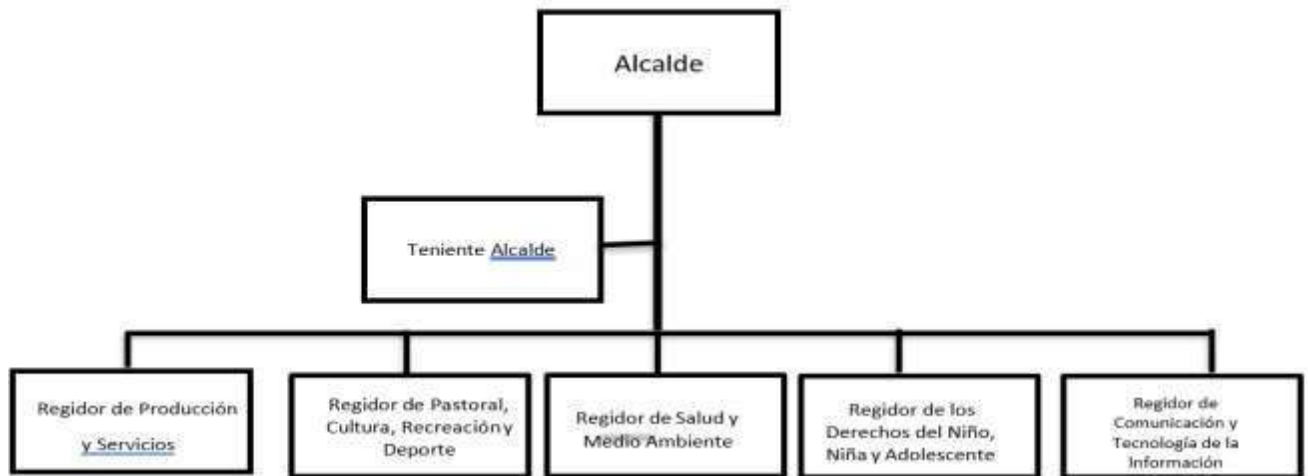 Alcalde
Teniente Alcalde
Regidor de Producción
y Servicios
Regidor de Pastoral,
Cultura, Recreación y
Deporte
Regidor de Salud y
Medio Ambiente
Regidor de los
Derechos del Niño,
Niña y Adolescente
Regidor de
Comunicación y
Tecnología de la
Información